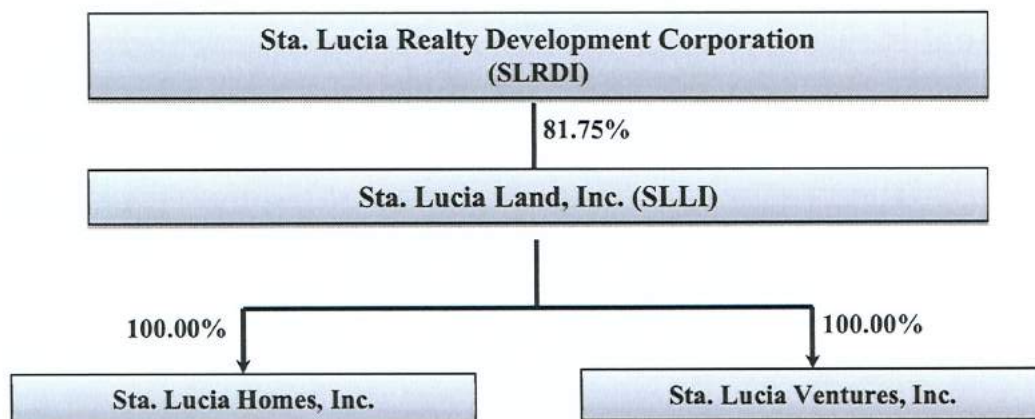 Sta. Lucia Realty Development Corporation
(SLRDI)
81.75%
Sta. Lucia Land, Inc. (SLLI)
100.00%
100.00%
Sta. Lucia Homes, Inc.
Sta. Lucia Ventures, Inc.